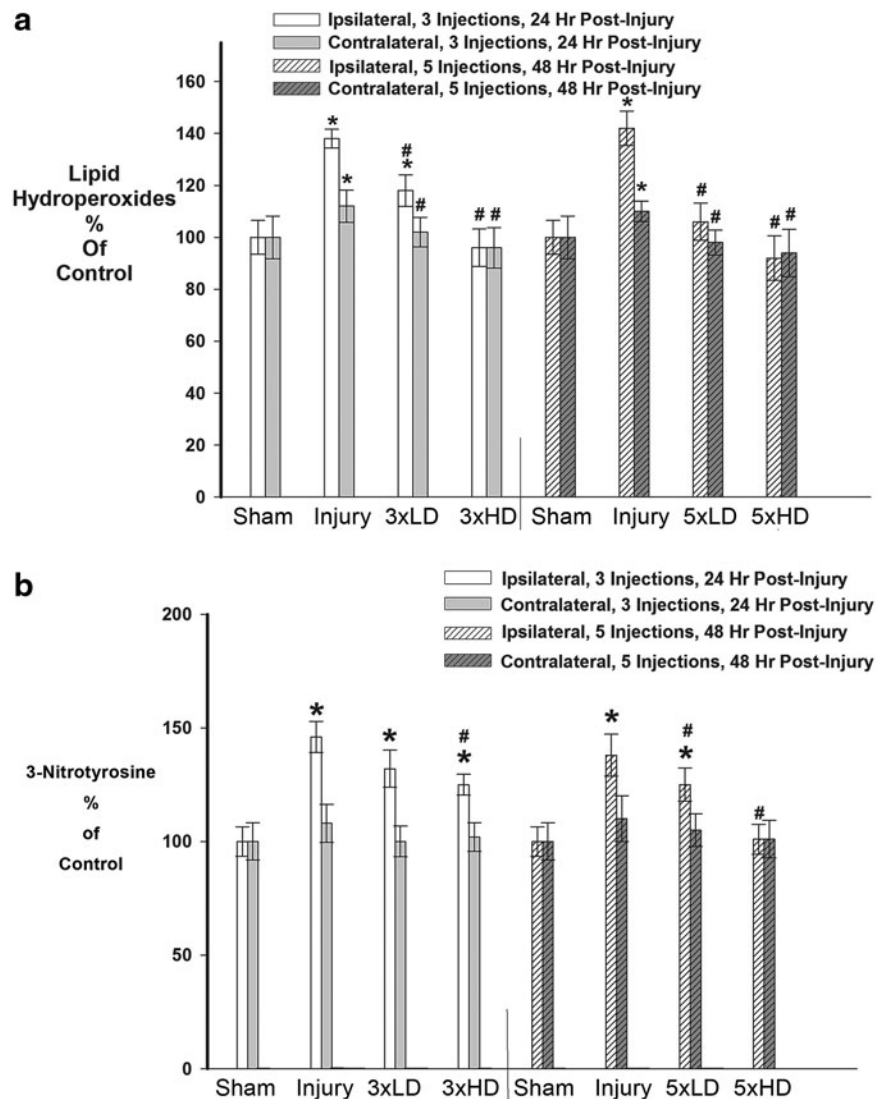 a
Ipsilateral, 3 Injections, 24 Hr Post-Injury
Contralateral, 3 Injections, 24 Hr Post-Injury
Ipsilateral, 5 Injections, 48 Hr Post-Injury
Contralateral, 5 Injections, 48 Hr Post-Injury
Lipid
Hydroperoxides
%
Of
Control
160
140
120
100
80
60
40
20
0
* * # * # # # * * # # # #
Sham Injury 3xLD 3xHD Sham Injury 5xLD 5xHD
b
Ipsilateral, 3 Injections, 24 Hr Post-Injury
Contralateral, 3 Injections, 24 Hr Post-Injury
Ipsilateral, 5 Injections, 48 Hr Post-Injury
Contralateral, 5 Injections, 48 Hr Post-Injury
3-Nitrotyrosine
%
of
Control
200
150
100
50
0
* * # * * # * #
Sham Injury 3xLD 3xHD Sham Injury 5xLD 5xHD